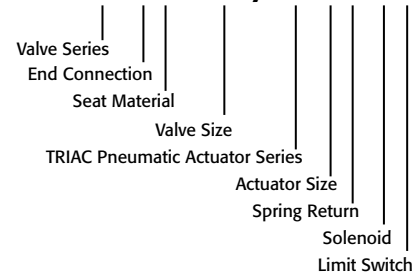 Valve Series
End Connection
Seat Material
Valve Size
TRIAC Pneumatic Actuator Series
Actuator Size
Spring Return
Solenoid
Limit Switch